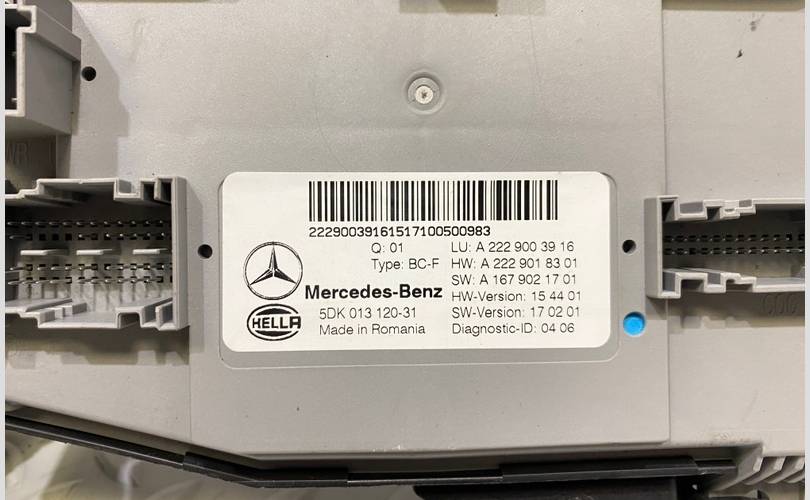 2229003916151710050098​3
Q: 01
Type: BC-F
LU: A 222 900 39 16
HW: A 222 901 83 01
SW: A 167 902 17 01
HW-Version: 15 44 01
SW-Version: 17 02 01
Diagnostic-ID: 04 06
Mercedes-Benz
HELLA
5DK 013 120-31
Made in Romania